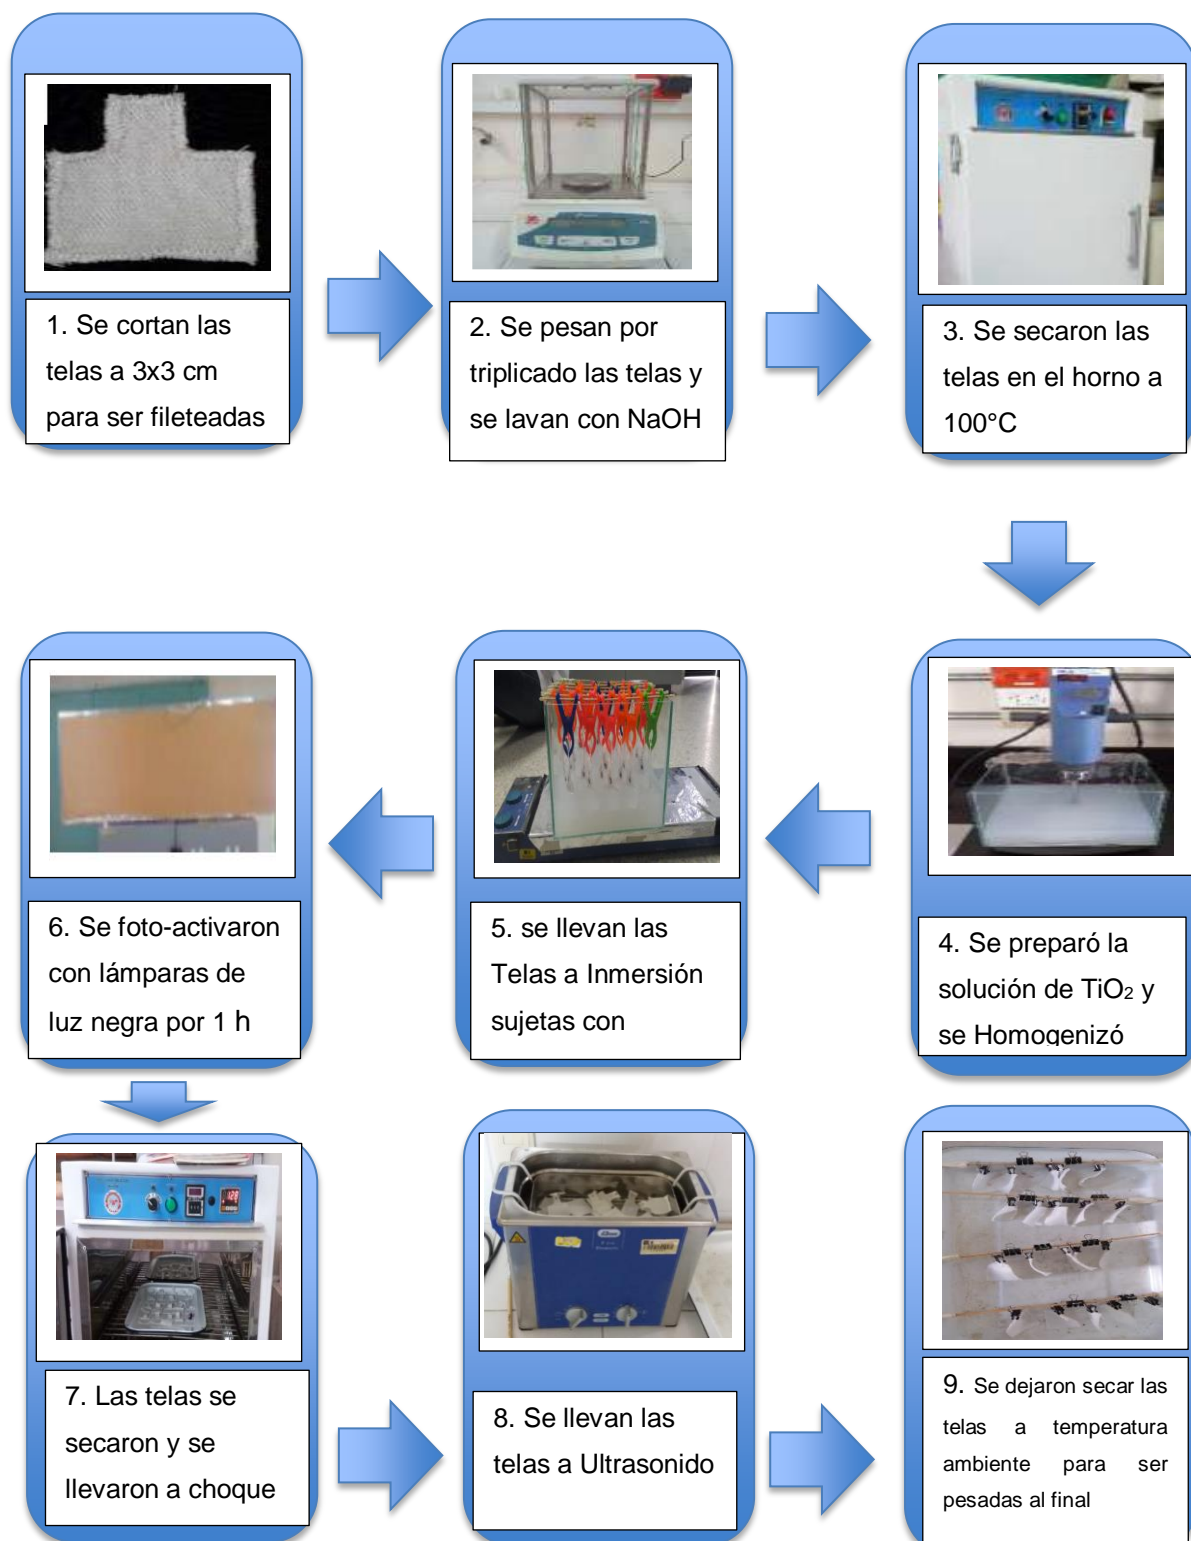 1. Se cortan las
telas a 3x3 cm
para ser fileteadas
2. Se pesan por
triplicado las telas y
se lavan con NaOH
3. Se secaron las
telas en el horno a
100°C
4. Se preparó la
solución de TiO₂ y
se Homogenizó
5. se llevan las
Telas a Inmersión
sujetas con
6. Se foto-activaron
con lámparas de
luz negra por 1 h
7. Las telas se
secaron y se
llevaron a choque
8. Se llevan las
telas a Ultrasonido
9. Se dejaron secar las
telas a temperatura
ambiente para ser
pesadas al final